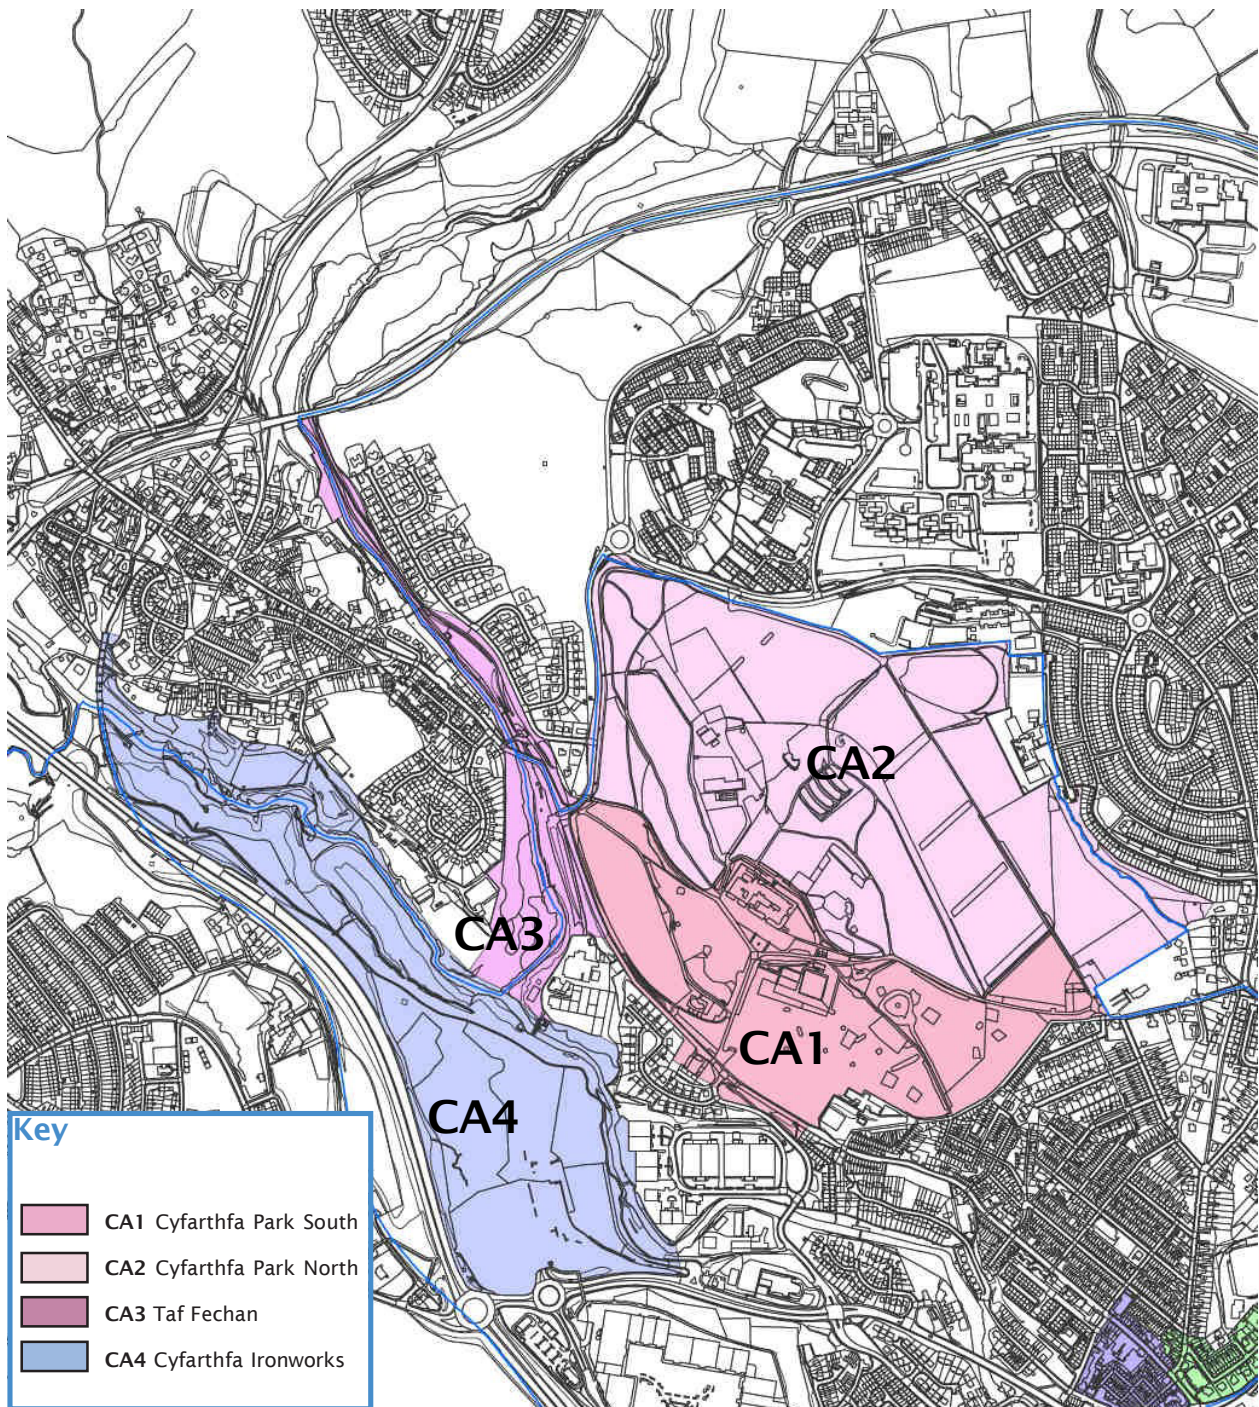 CA2
CA3
CA1
CA4
Key
CA1 Cyfarthfa Park South
CA2 Cyfarthfa Park North
CA3 Taf Fechan
CA4 Cyfarthfa Ironworks